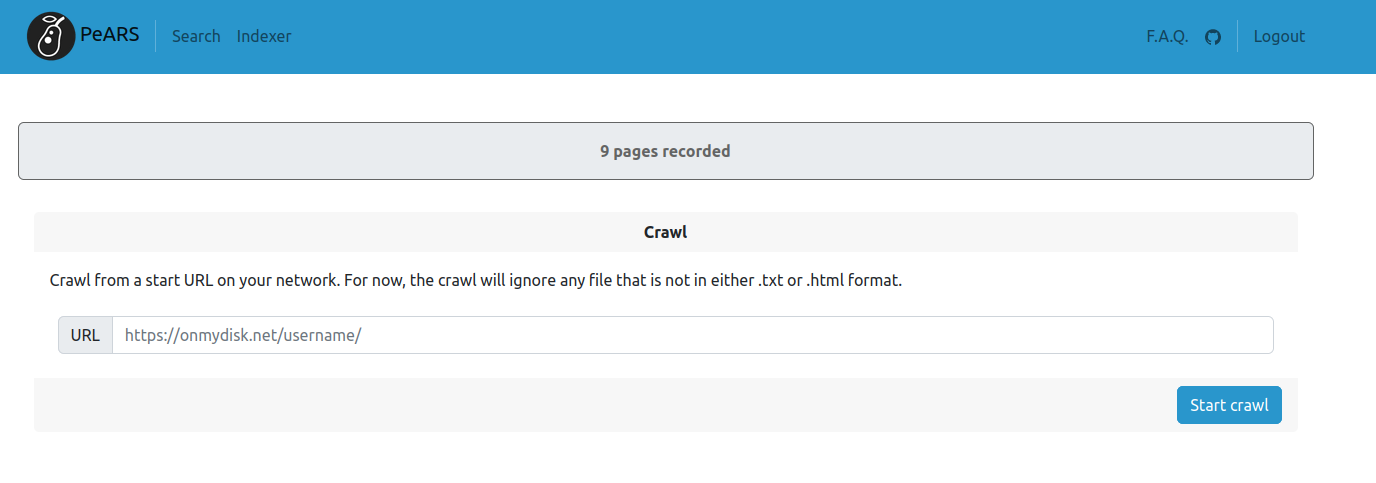 PeARS Search Indexer F.A.Q. Logout
9 pages recorded
Crawl
Crawl from a start URL on your network. For now, the crawl will ignore any file that is not in either .txt or .html format.
URL https://onmydisk.net/username/
Start crawl